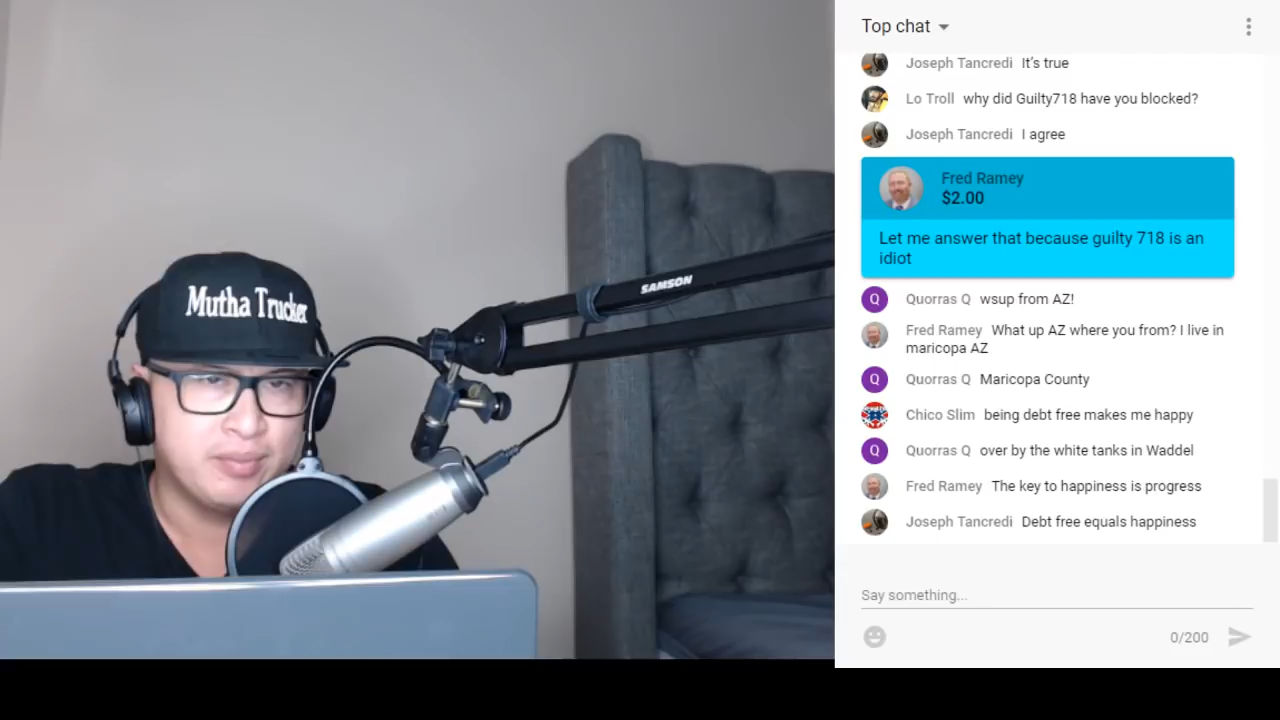 Mutha Trucker
SAMSON
Top chat
Joseph Tancredi It's true
Lo Troll why did Guilty718 have you blocked?
Joseph Tancredi I agree
Fred Ramey
$2.00
Let me answer that because guilty 718 is an
idiot
Q Quorras Q wsup from AZ!
Fred Ramey What up AZ where you from? I live in
maricopa AZ
Q Quorras Q Maricopa County
Chico Slim being debt free makes me happy
Q Quorras Q over by the white tanks in Waddel
Fred Ramey The key to happiness is progress
Joseph Tancredi Debt free equals happiness
Say something...
0/200